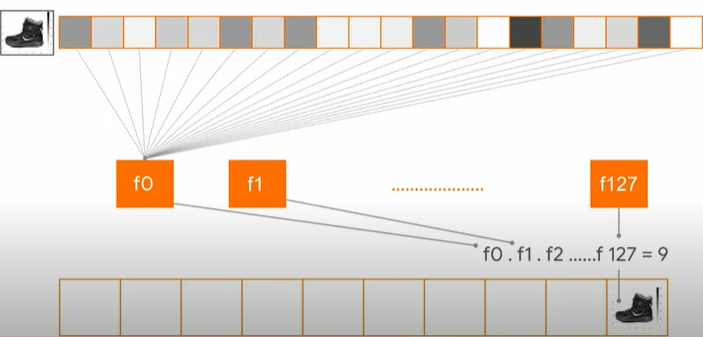 f0
f1
f127
f0 . f1 . f2 ......f 127 = 9